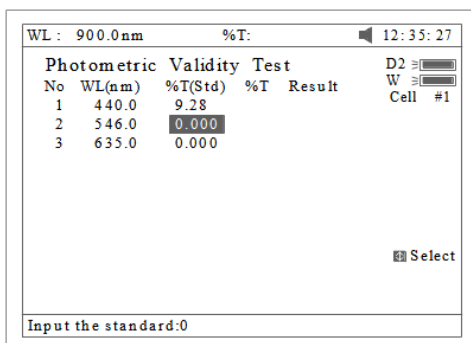 WL: 900.0nm %T: 12:35:27
Photometric Validity Test D2
No WL(nm) %T(Std) %T Result W
1 440.0 9.28 Cell #1
2 546.0 0.000
3 635.0 0.000
Select
Input the standard:0